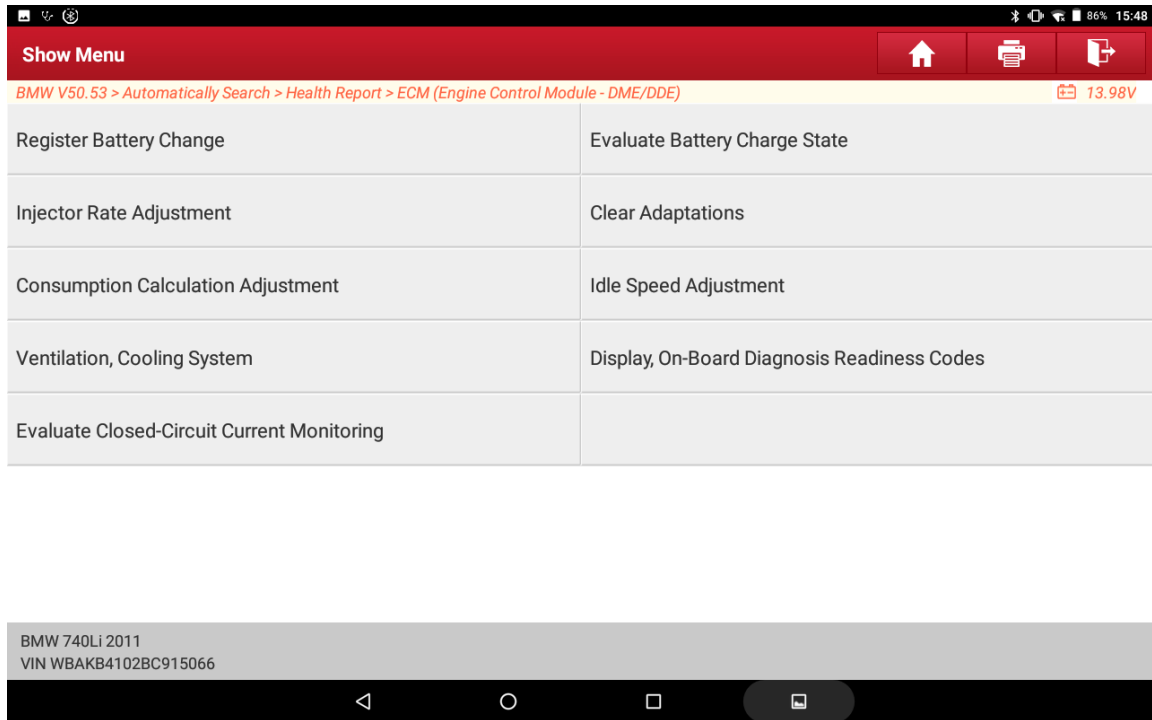 86% 15:48
Show Menu
BMW V50.53 > Automatically Search > Health Report > ECM (Engine Control Module - DME/DDE) 13.98V
Register Battery Change
Evaluate Battery Charge State
Injector Rate Adjustment
Clear Adaptations
Consumption Calculation Adjustment
Idle Speed Adjustment
Ventilation, Cooling System
Display, On-Board Diagnosis Readiness Codes
Evaluate Closed-Circuit Current Monitoring
BMW 740Li 2011
VIN WBAKB4102BC915066